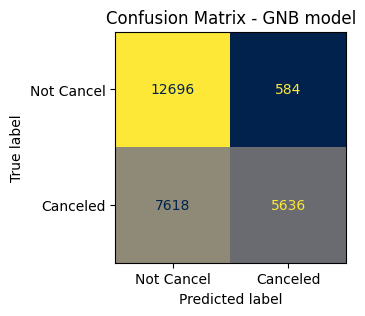 Confusion Matrix - GNB model
True label
Not Cancel
12696
584
Canceled
7618
5636
Not Cancel
Canceled
Predicted label